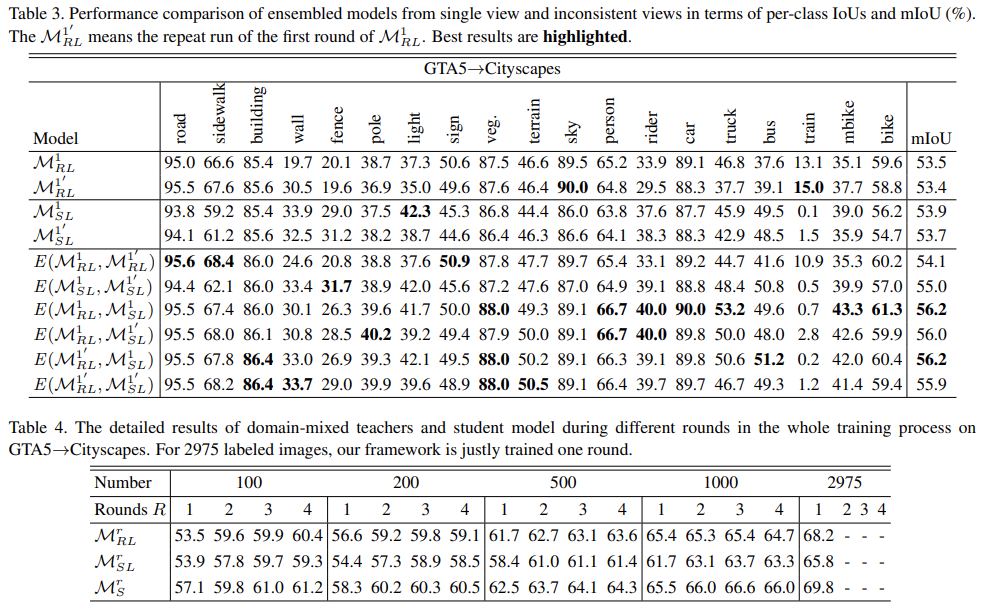 Table 3. Performance comparison of ensembled models from single view and inconsistent views in terms of per-class IoUs and mIoU (%).
The M_{RL}^{1'} means the repeat run of the first round of M_{RL}^{1}. Best results are highlighted.
GTA5→Cityscapes
Model road sidewalk building wall fence pole light sign veg. terrain sky person rider car truck bus train mbike bike mIoU
M_{RL}^{1} 95.0 66.6 85.4 19.7 20.1 38.7 37.3 50.6 87.5 46.6 89.5 65.2 33.9 89.1 46.8 37.6 13.1 35.1 59.6 53.5
M_{RL}^{1'} 95.5 67.6 85.6 30.5 19.6 36.9 35.0 49.6 87.6 46.4 90.0 64.8 29.5 88.3 37.7 39.1 15.0 37.7 58.8 53.4
M_{SL}^{1} 93.8 59.2 85.4 33.9 29.0 37.5 42.3 45.3 86.8 44.4 86.0 63.8 37.6 87.7 45.9 49.5 0.1 39.0 56.2 53.9
M_{SL}^{1'} 94.1 61.2 85.6 32.5 31.2 38.2 38.7 44.6 86.4 46.3 86.6 64.1 38.3 88.3 42.9 48.5 1.5 35.9 54.7 53.7
E(M_{RL}^{1}, M_{RL}^{1'}) 95.6 68.4 86.0 24.6 20.8 38.8 37.6 50.9 87.8 47.7 89.7 65.4 33.1 89.2 44.7 41.6 10.9 35.3 60.2 54.1
E(M_{SL}^{1}, M_{SL}^{1'}) 94.4 62.1 86.0 33.4 31.7 38.9 42.0 45.6 87.2 47.6 87.0 64.9 39.1 88.8 48.4 50.8 0.5 39.9 57.0 55.0
E(M_{RL}^{1}, M_{SL}^{1}) 95.5 67.4 86.0 30.1 26.3 39.6 41.7 50.0 88.0 49.3 89.1 66.7 40.0 90.0 53.2 49.6 0.7 43.3 61.3 56.2
E(M_{RL}^{1}, M_{SL}^{1'}) 95.5 68.0 86.1 30.8 28.5 40.2 39.2 49.4 87.9 50.0 89.1 66.7 40.0 89.8 50.0 48.0 2.8 42.6 59.9 56.0
E(M_{RL}^{1'}, M_{SL}^{1}) 95.5 67.8 86.4 33.0 26.9 39.3 42.1 49.5 88.0 50.2 89.1 66.3 39.1 89.8 50.6 51.2 0.2 42.0 60.4 56.2
E(M_{RL}^{1'}, M_{SL}^{1'}) 95.5 68.2 86.4 33.7 29.0 39.9 39.6 48.9 88.0 50.5 89.1 66.4 39.7 89.7 46.7 49.3 1.2 41.4 59.4 55.9
Table 4. The detailed results of domain-mixed teachers and student model during different rounds in the whole training process on
GTA5→Cityscapes. For 2975 labeled images, our framework is justly trained one round.
Number 100 200 500 1000 2975
Rounds R 1 2 3 4 1 2 3 4 1 2 3 4 1 2 3 4 1 2 3 4
M_{RL}^{r} 53.5 59.6 59.9 60.4 56.6 59.2 59.8 59.1 61.7 62.7 63.1 63.6 65.4 65.3 65.4 64.7 68.2 - - -
M_{SL}^{r} 53.9 57.8 59.7 59.3 54.4 57.3 58.9 58.5 58.4 61.0 61.1 61.4 61.7 63.1 63.7 63.3 65.8 - - -
M_{S}^{r} 57.1 59.8 61.0 61.2 58.3 60.2 60.3 60.5 62.5 63.7 64.1 64.3 65.5 66.0 66.6 66.0 69.8 - - -